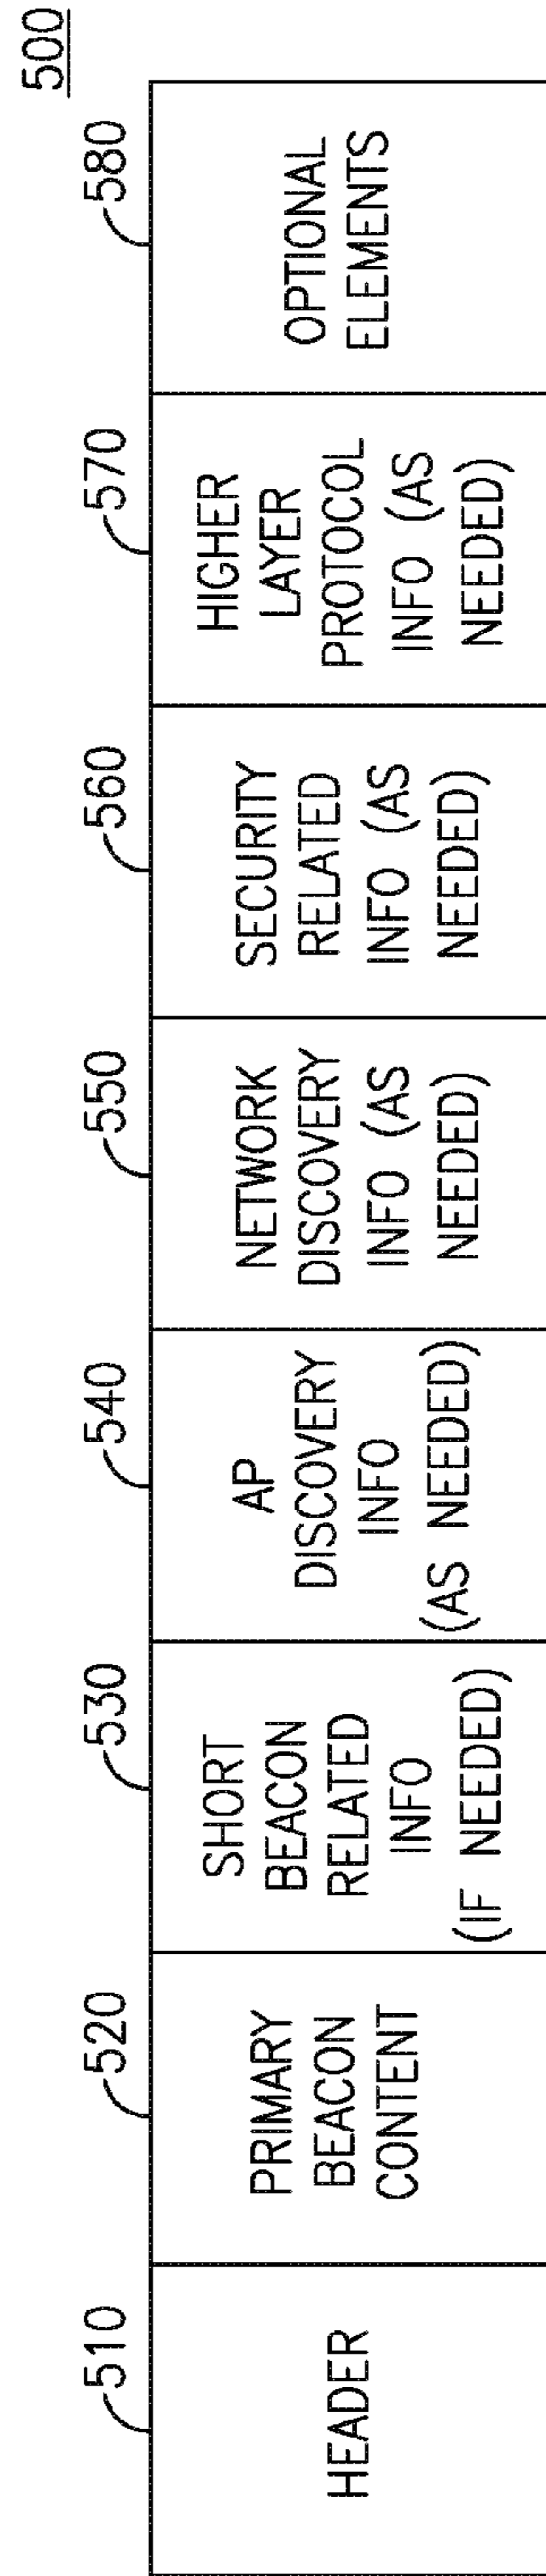 500
510
HEADER
520
PRIMARY
BEACON
CONTENT
530
SHORT
BEACON
RELATED
INFO
(IF NEEDED)
540
AP
DISCOVERY
INFO
(AS NEEDED)
550
NETWORK
DISCOVERY
INFO (AS
NEEDED)
560
SECURITY
RELATED
INFO (AS
NEEDED)
570
HIGHER
LAYER
PROTOCOL
INFO (AS
NEEDED)
580
OPTIONAL
ELEMENTS